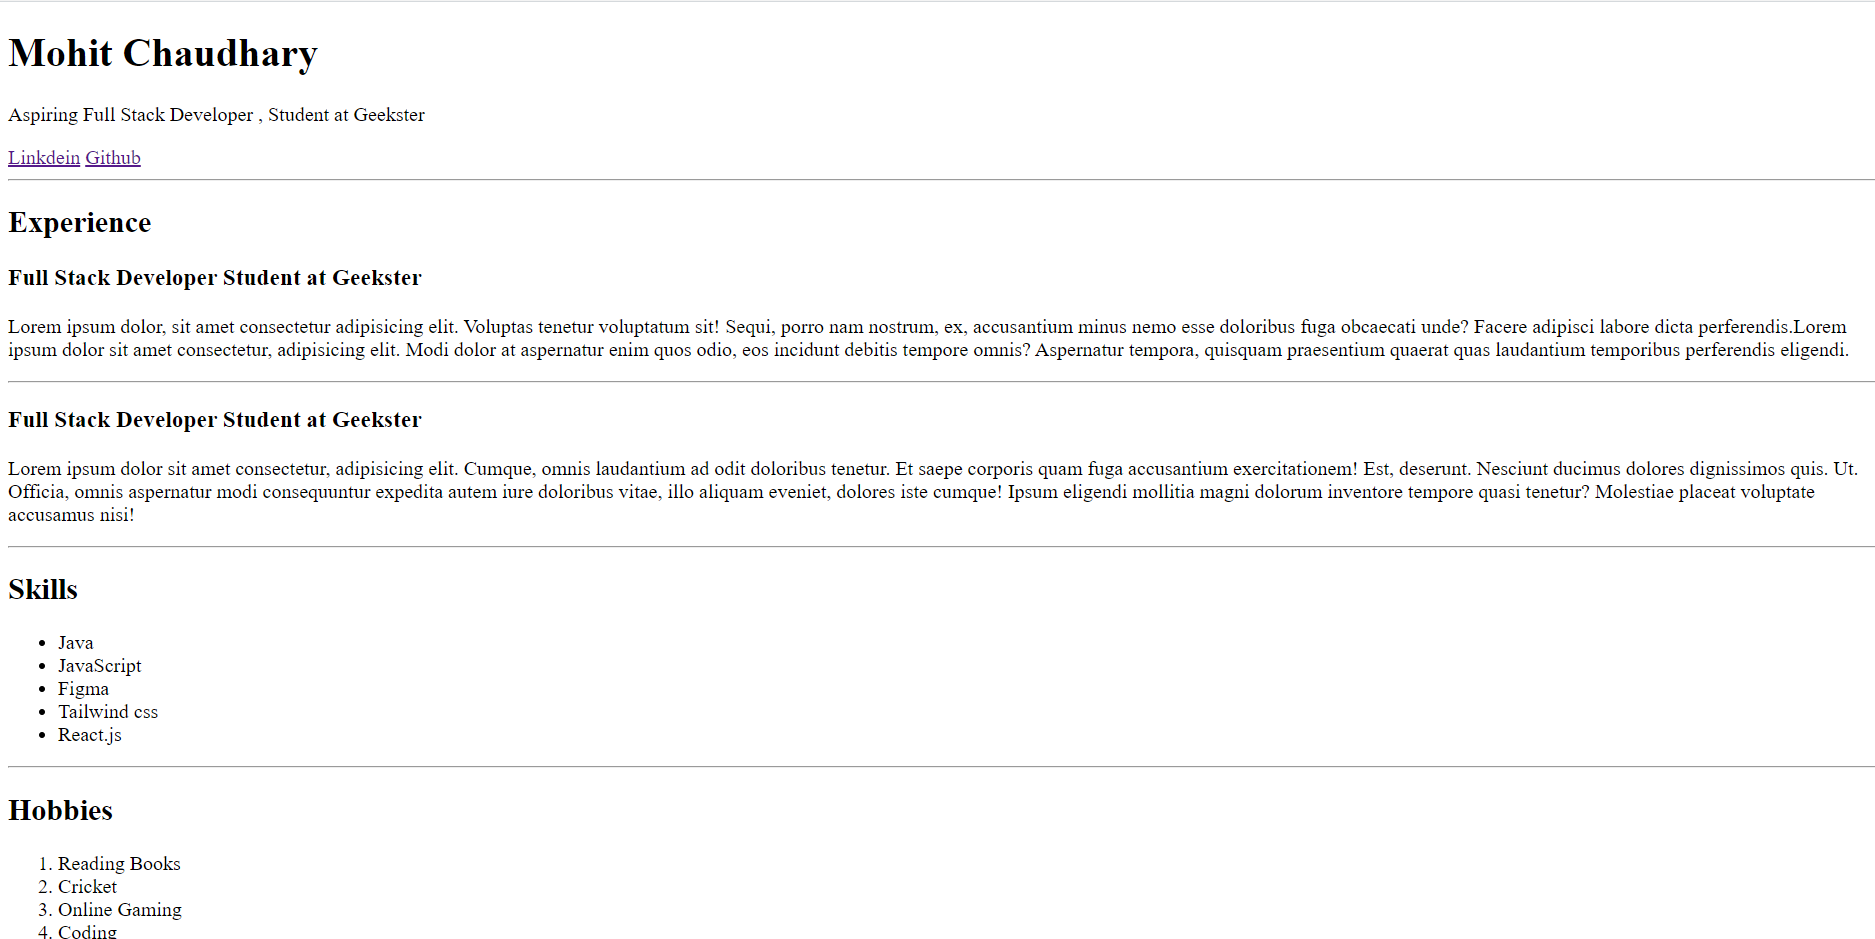 Mohit Chaudhary
Aspiring Full Stack Developer , Student at Geekster
Linkdein Github
Experience
Full Stack Developer Student at Geekster
Lorem ipsum dolor, sit amet consectetur adipisicing elit. Voluptas tenetur voluptatum sit! Sequi, porro nam nostrum, ex, accusantium minus nemo esse doloribus fuga obcaecati unde? Facere adipisci labore dicta perferendis.Lorem
ipsum dolor sit amet consectetur, adipisicing elit. Modi dolor at aspernatur enim quos odio, eos incidunt debitis tempore omnis? Aspernatur tempora, quisquam praesentium quaerat quas laudantium temporibus perferendis eligendi.
Full Stack Developer Student at Geekster
Lorem ipsum dolor sit amet consectetur, adipisicing elit. Cumque, omnis laudantium ad odit doloribus tenetur. Et saepe corporis quam fuga accusantium exercitationem! Est, deserunt. Nesciunt ducimus dolores dignissimos quis. Ut.
Officia, omnis aspernatur modi consequuntur expedita autem iure doloribus vitae, illo aliquam eveniet, dolores iste cumque! Ipsum eligendi mollitia magni dolorum inventore tempore quasi tenetur? Molestiae placeat voluptate
accusamus nisi!
Skills
• Java
• JavaScript
• Figma
• Tailwind css
• React.js
Hobbies
1. Reading Books
2. Cricket
3. Online Gaming
4. Coding